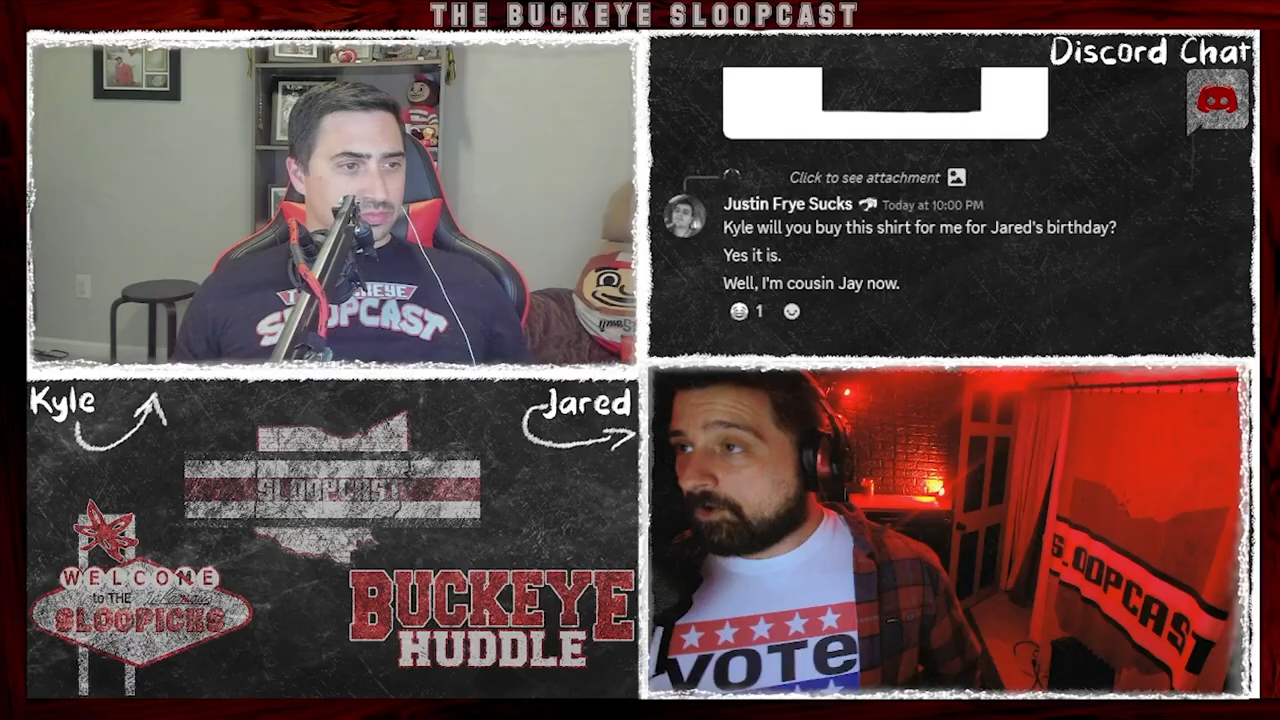 THE BUCKEYE SLOOPCAST
Discord Chat
Click to see attachment
Justin Frye Sucks Today at 10:00 PM
Kyle will you buy this shirt for me for Jared's birthday?
Yes it is.
Well, I'm cousin Jay now.
1
SLOOPCAST
Kyle
Jared
SLOOPCAST
WELCOME
to THE
SLOOPICKS
BUCKEYE
HUDDLE
VOTE
SLOOPCAST